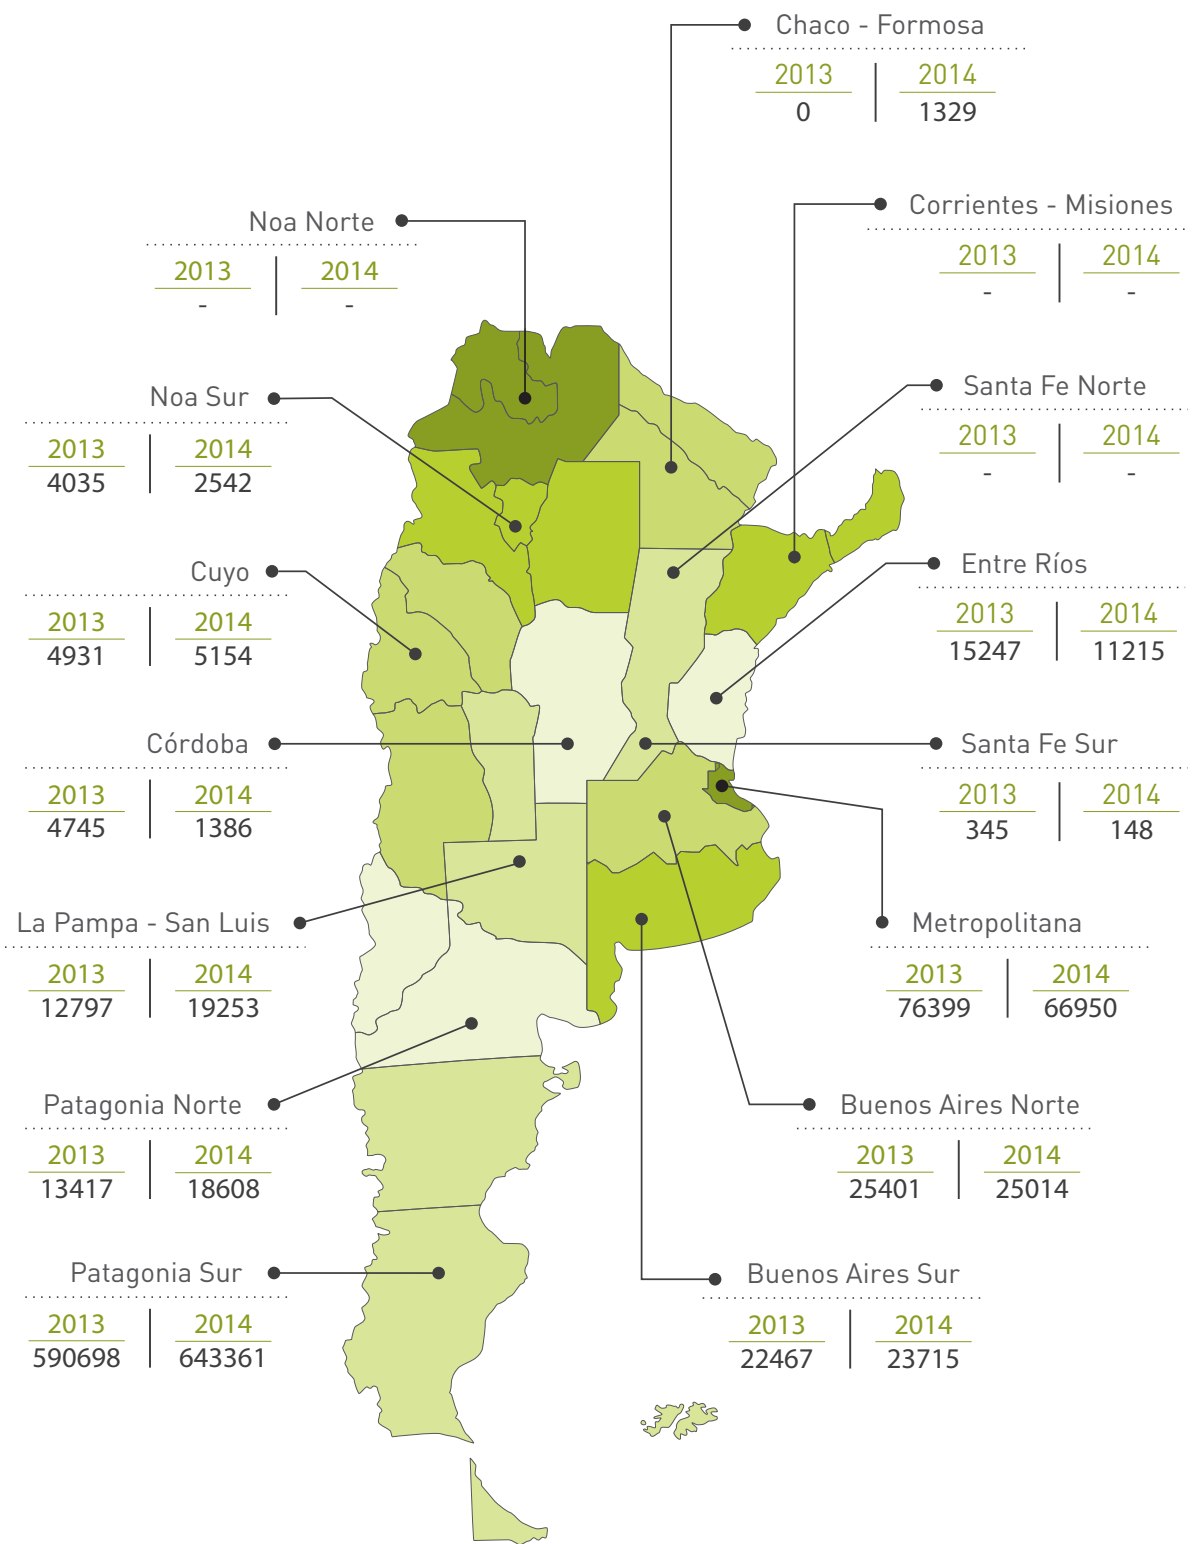 Chaco - Formosa
2013 2014
0 1329
Corrientes - Misiones
2013 2014
- -
Noa Norte
2013 2014
- -
Santa Fe Norte
2013 2014
- -
Noa Sur
2013 2014
4035 2542
Entre Ríos
2013 2014
15247 11215
Cuyo
2013 2014
4931 5154
Santa Fe Sur
2013 2014
345 148
Córdoba
2013 2014
4745 1386
Metropolitana
2013 2014
76399 66950
La Pampa - San Luis
2013 2014
12797 19253
Buenos Aires Norte
2013 2014
25401 25014
Patagonia Norte
2013 2014
13417 18608
Buenos Aires Sur
2013 2014
22467 23715
Patagonia Sur
2013 2014
590698 643361